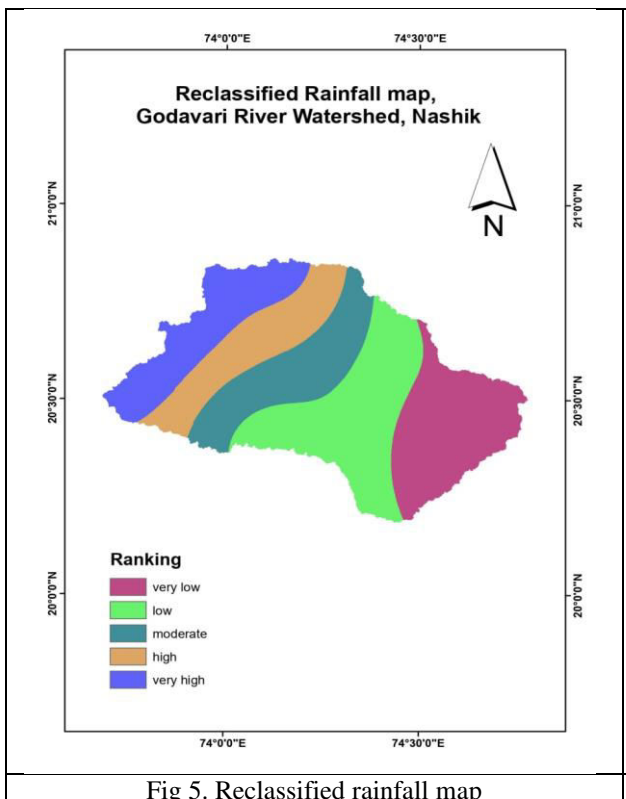 74°0'0"E 74°30'0"E
Reclassified Rainfall map,
Godavari River Watershed, Nashik
N
21°0'0"N 21°0'0"N
20°30'0"N 20°30'0"N
20°0'0"N 20°0'0"N
Ranking
very low
low
moderate
high
very high
74°0'0"E 74°30'0"E
Fig 5. Reclassified rainfall map